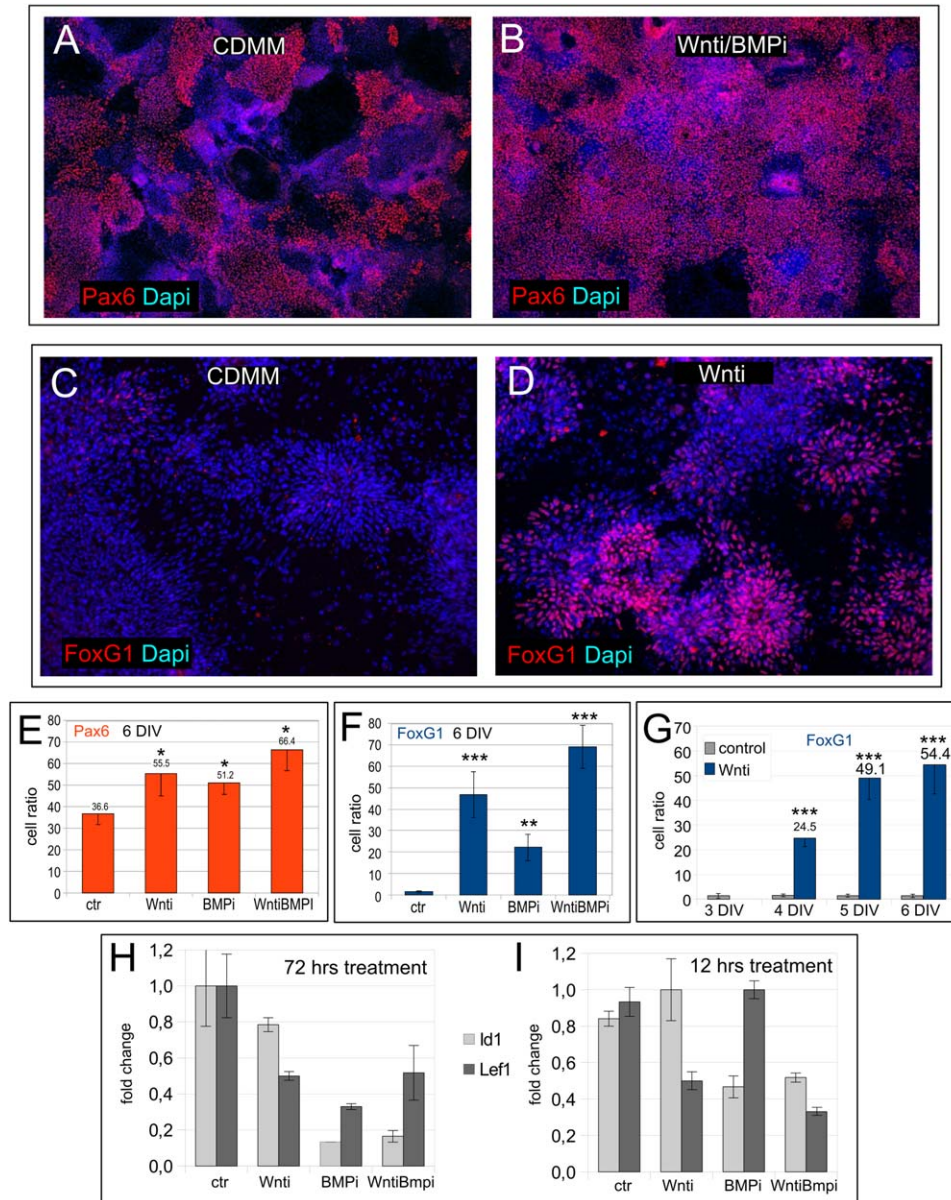 A
CDMM
Pax6 Dapi
B
Wnti/BMPi
Pax6 Dapi
C
CDMM
FoxG1 Dapi
D
Wnti
FoxG1 Dapi
E
Pax6 6 DIV
cell ratio
80
70
60
50
40
30
20
10
0
36.6
*
55.5
*
51.2
*
66.4
ctr Wnti BMPi WntiBMPI
F
FoxG1 6 DIV
cell ratio
80
70
60
50
40
30
20
10
0
***
**
***
ctr Wnti BMPi WntiBMPi
G
FoxG1
control
Wnti
cell ratio
70
60
50
40
30
20
10
0
***
24.5
***
49.1
***
54.4
3 DIV 4 DIV 5 DIV 6 DIV
H
72 hrs treatment
fold change
1,2
1,0
0,8
0,6
0,4
0,2
0,0
ctr Wnti BMPi WntiBmpi
Id1
Lef1
I
12 hrs treatment
fold change
1,2
1,0
0,8
0,6
0,4
0,2
0,0
ctr Wnti BMPi WntiBmpi